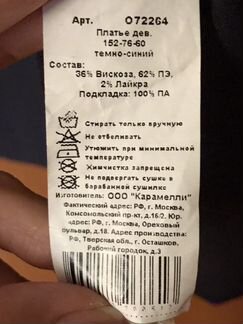 Арт. О72264
Платье дев.
152-76-60
темно-синий
Состав:
36% Вискоза, 62% ПЭ,
2% Лайкра
Подкладка: 100% ПА
Стирать только вручную
Не отбеливать
Утюжить при минимальной
температуре
Химчистка запрещена
Не подвергать сушке в
барабанной сушилке
Изготовитель: ООО "Карамелли"
Фактический адрес: РФ, г. Москва,
Комсомольский пр-кт, д.16/2. Юр.
адрес: РФ, г. Москва, Ореховый
бульвар, д.18. Адрес производства:
РФ, Тверская обл., г. Осташков,
Рабочий городок, д.3